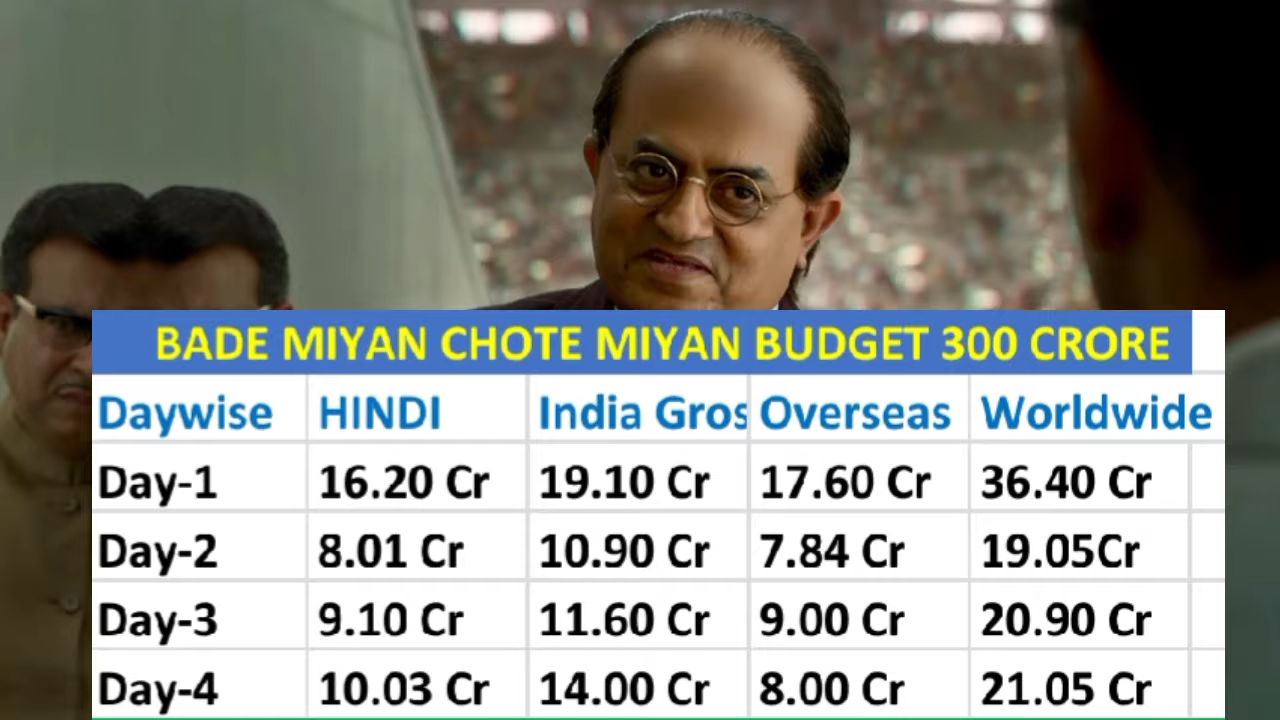 BADE MIYAN CHOTE MIYAN BUDGET 300 CRORE
Daywise HINDI India Gros Overseas Worldwide
Day-1 16.20 Cr 19.10 Cr 17.60 Cr 36.40 Cr
Day-2 8.01 Cr 10.90 Cr 7.84 Cr 19.05Cr
Day-3 9.10 Cr 11.60 Cr 9.00 Cr 20.90 Cr
Day-4 10.03 Cr 14.00 Cr 8.00 Cr 21.05 Cr